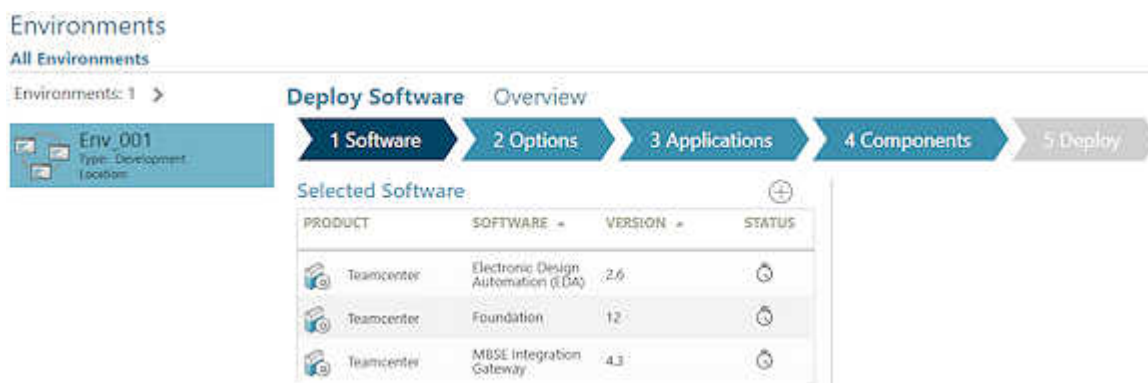 Environments
All Environments
Environments: 1
Deploy Software Overview
Env_001
Type: Development
Location:
1 Software 2 Options 3 Applications 4 Components 5 Deploy
Selected Software
PRODUCT SOFTWARE VERSION STATUS
Teamcenter Electronic Design Automation (EDA) 2.6
Teamcenter Foundation 12
Teamcenter MBSE Integration Gateway 4.3